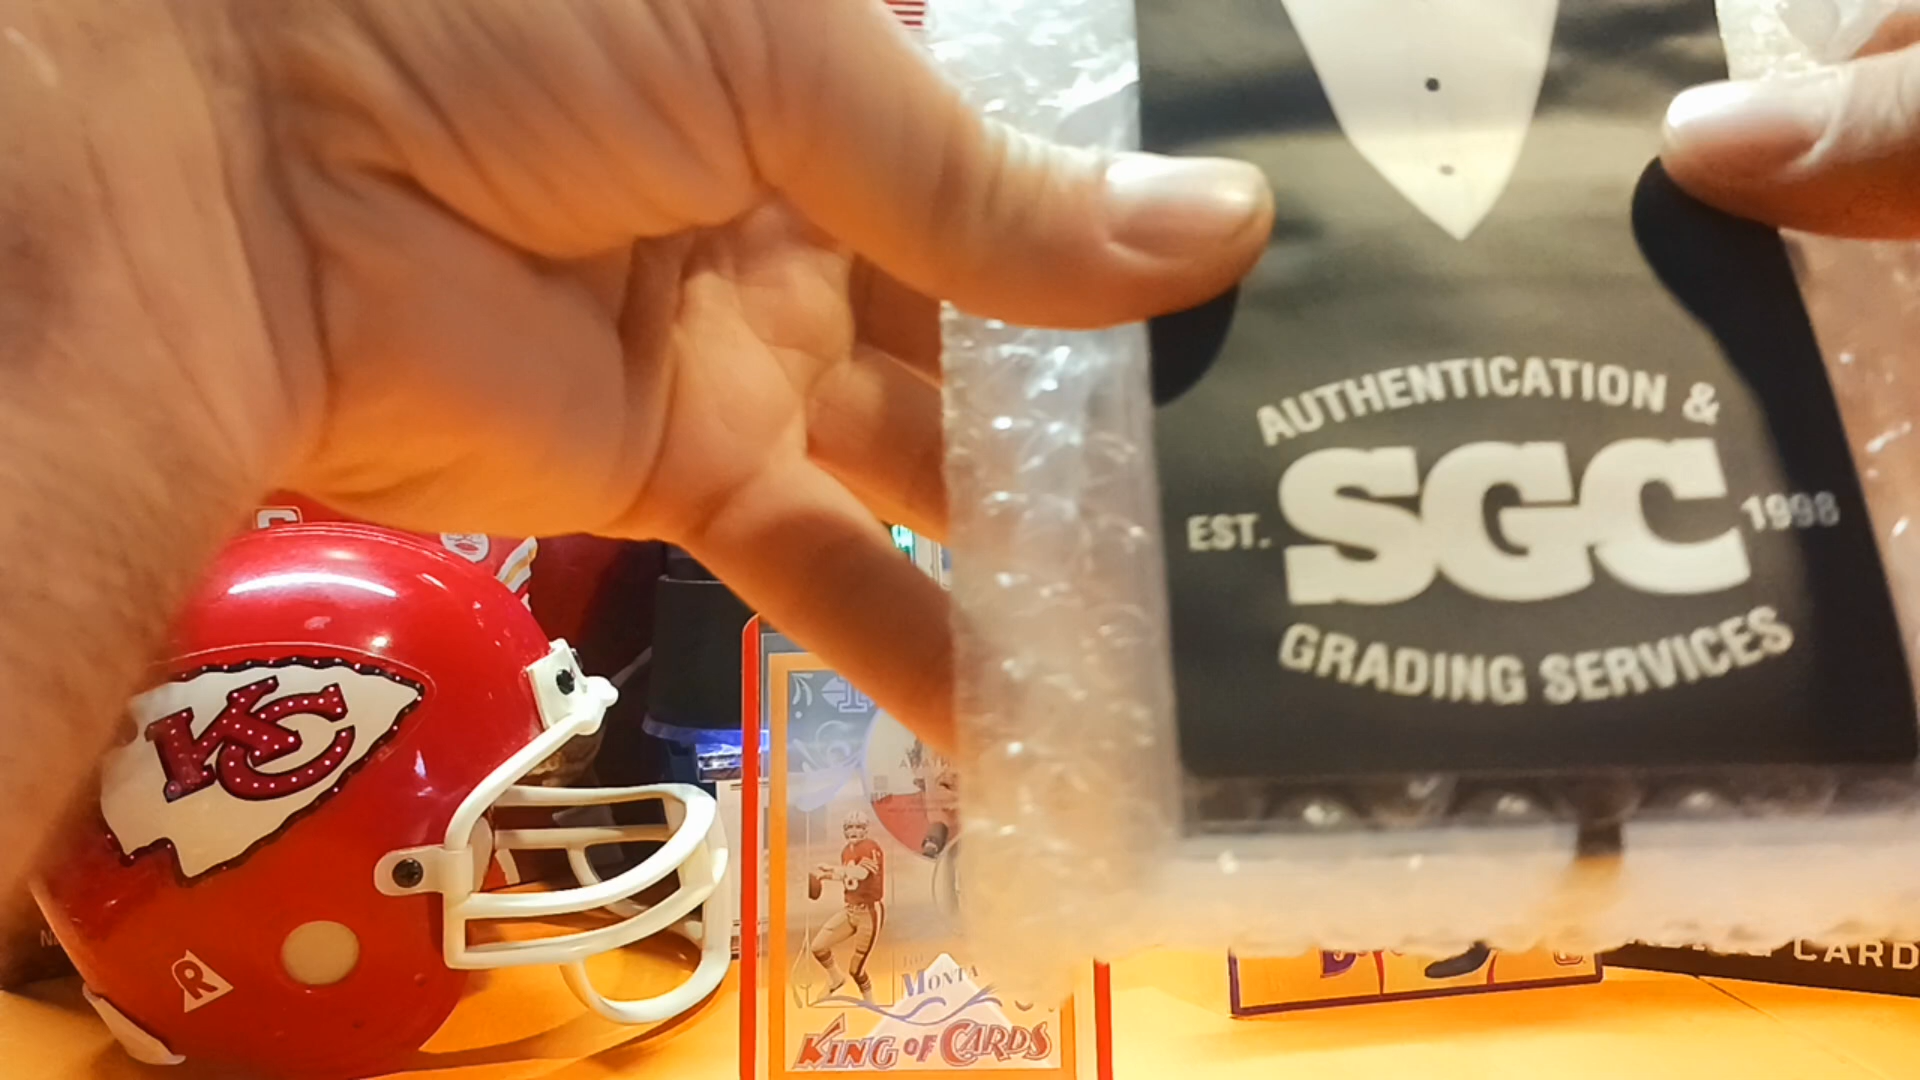 AUTHENTICATION &
EST. SGC 1998
GRADING SERVICES
KC
R
MONTA
KING OF CARDS
CARD